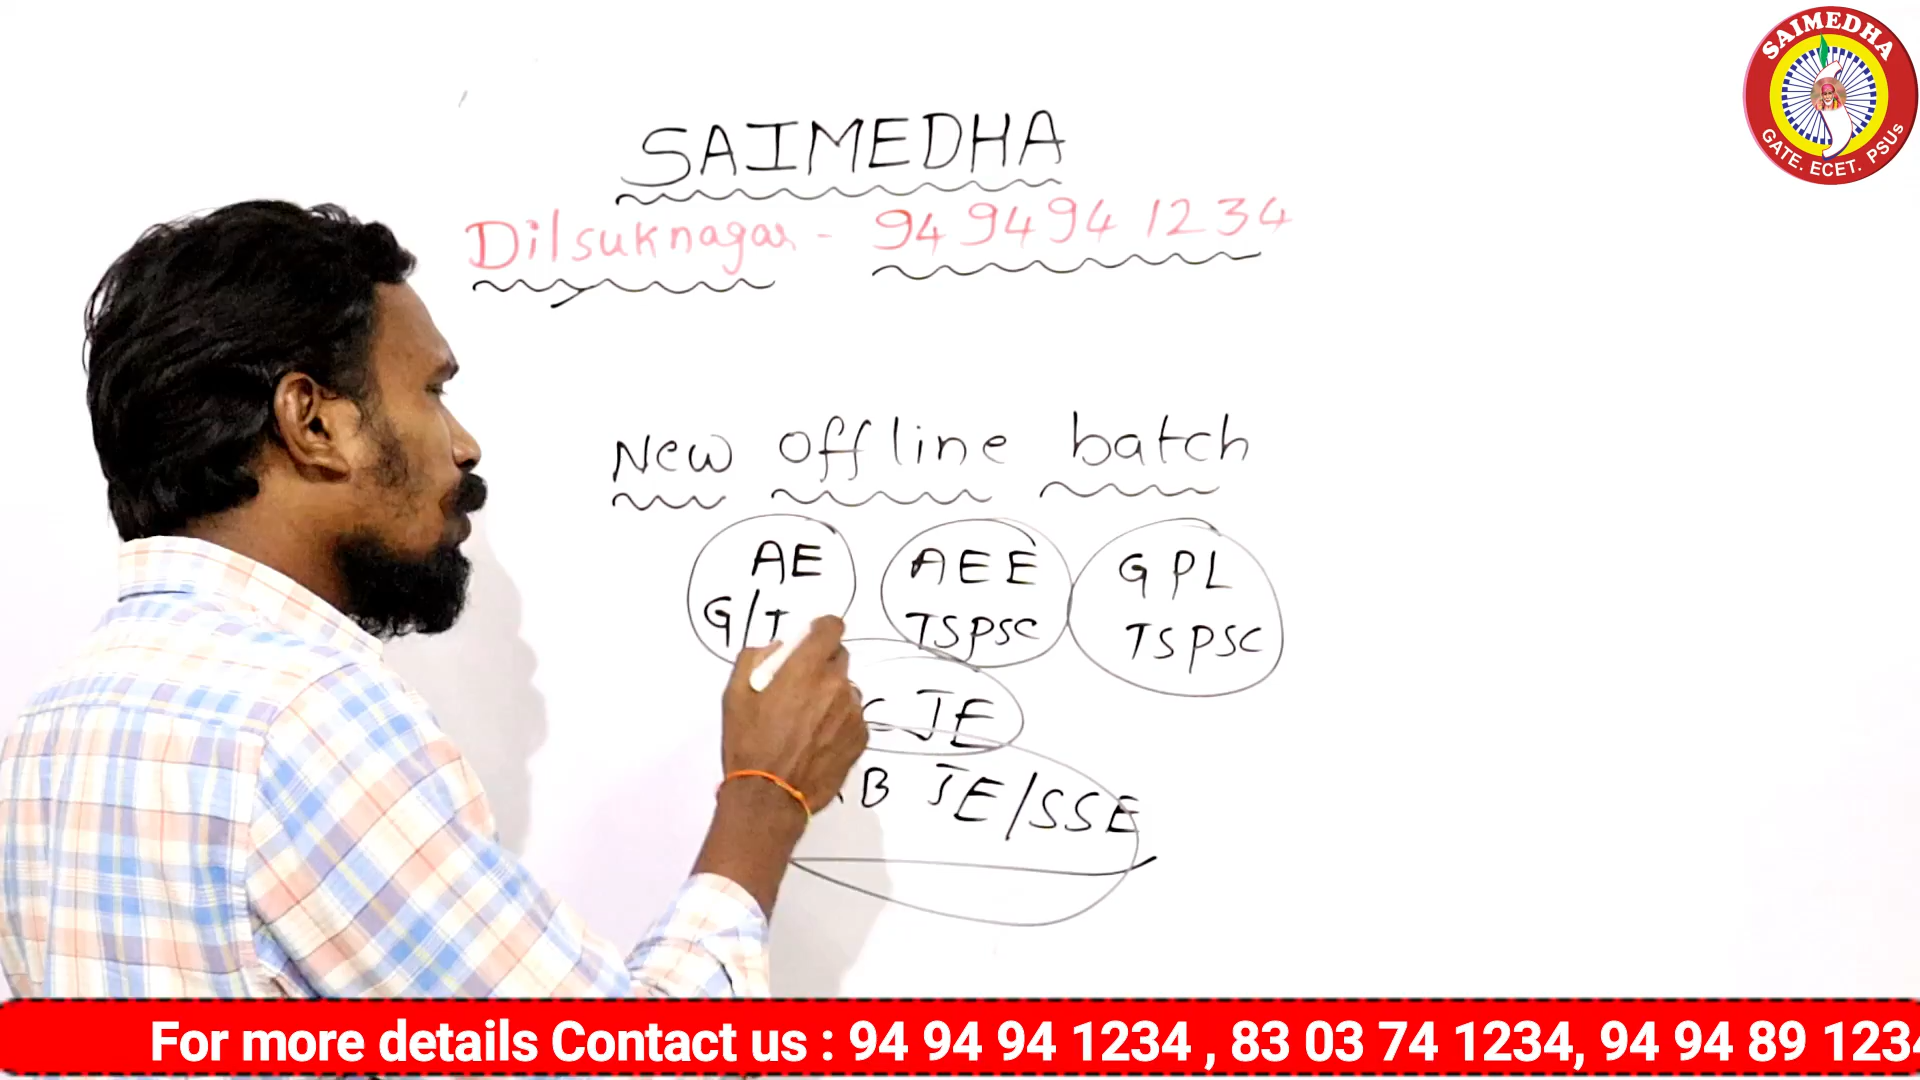 SAIMEDHA
GATE. ECET. PSUs
SAIMEDHA
Dilsuknagar - 94 94 94 1234
New offline batch
AE AEE GPL
G/T TSPSC TSPSC
C JE
B JE/SSE
For more details Contact us : 94 94 94 1234 , 83 03 74 1234, 94 94 89 123